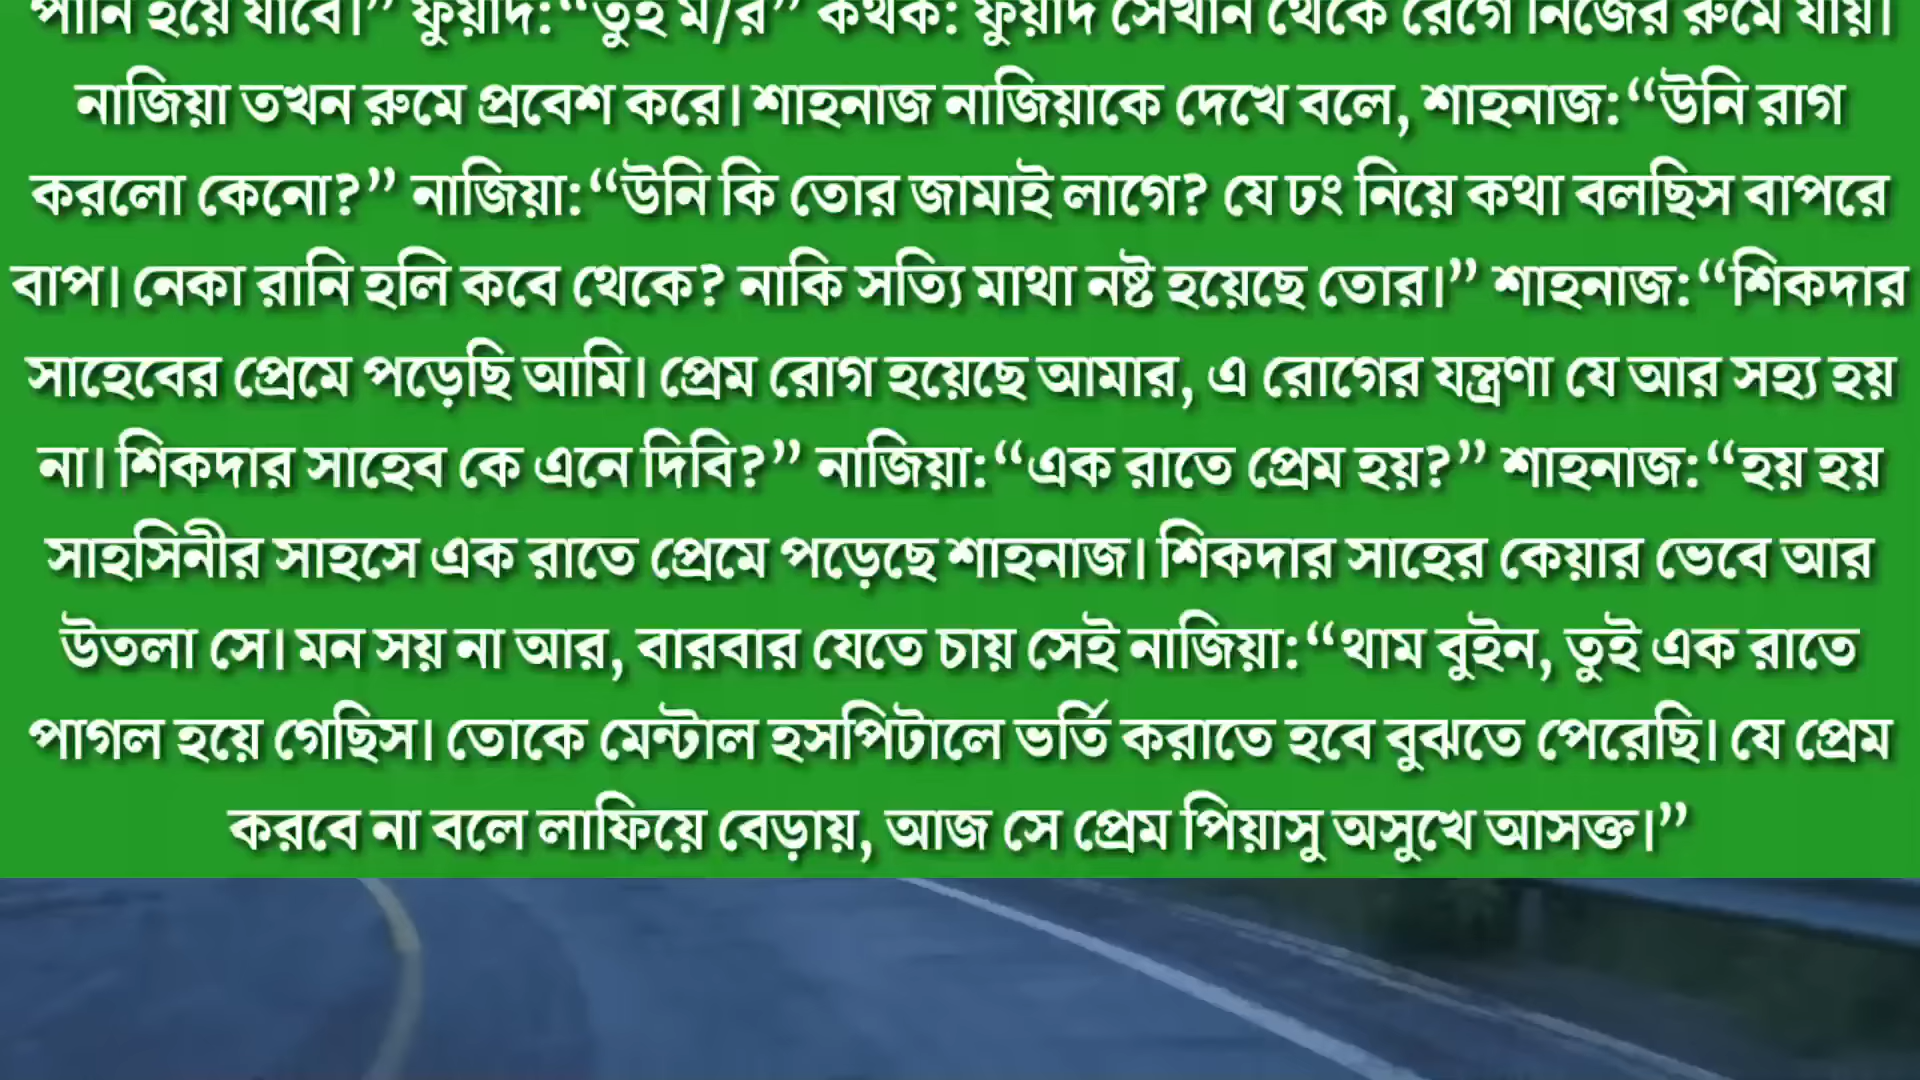 পানি হয়ে যাবে।” ফুয়াদ:“তুই ম/র” কথক: ফুয়াদ সেখান থেকে রেগে নিজের রুমে যায়।
নাজিয়া তখন রুমে প্রবেশ করে। শাহনাজ নাজিয়াকে দেখে বলে, শাহনাজ:“উনি রাগ
করলো কেনো?” নাজিয়া:“উনি কি তোর জামাই লাগে? যে ঢং নিয়ে কথা বলছিস বাপরে
বাপ। নেকা রানি হলি কবে থেকে? নাকি সত্যি মাথা নষ্ট হয়েছে তোর।” শাহনাজ:“শিকদার
সাহেবের প্রেমে পড়েছি আমি। প্রেম রোগ হয়েছে আমার, এ রোগের যন্ত্রণা যে আর সহ্য হয়
না। শিকদার সাহেব কে এনে দিবি?” নাজিয়া:“এক রাতে প্রেম হয়?” শাহনাজ:“হয় হয়
সাহসিনীর সাহসে এক রাতে প্রেমে পড়েছে শাহনাজ। শিকদার সাহের কেয়ার ভেবে আর
উতলা সে। মন সয় না আর, বারবার যেতে চায় সেই নাজিয়া:“থাম বুইন, তুই এক রাতে
পাগল হয়ে গেছিস। তোকে মেন্টাল হসপিটালে ভর্তি করাতে হবে বুঝতে পেরেছি। যে প্রেম
করবে না বলে লাফিয়ে বেড়ায়, আজ সে প্রেম পিয়াসু অসুখে আসক্ত।”